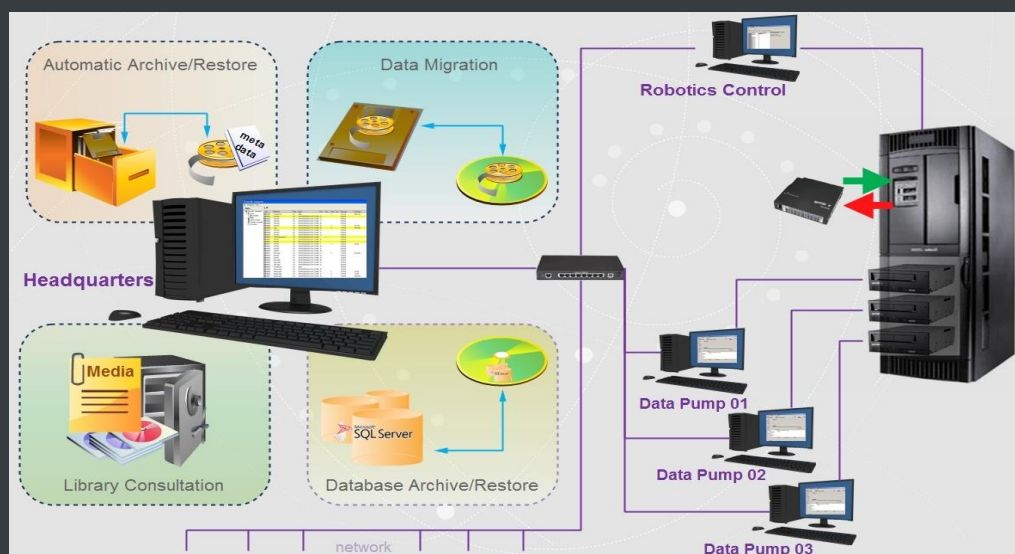 Automatic Archive/Restore
meta
data
Data Migration
Robotics Control
Headquarters
Media
Library Consultation
Microsoft
SQL Server
Database Archive/Restore
Data Pump 01
Data Pump 02
Data Pump 03
network